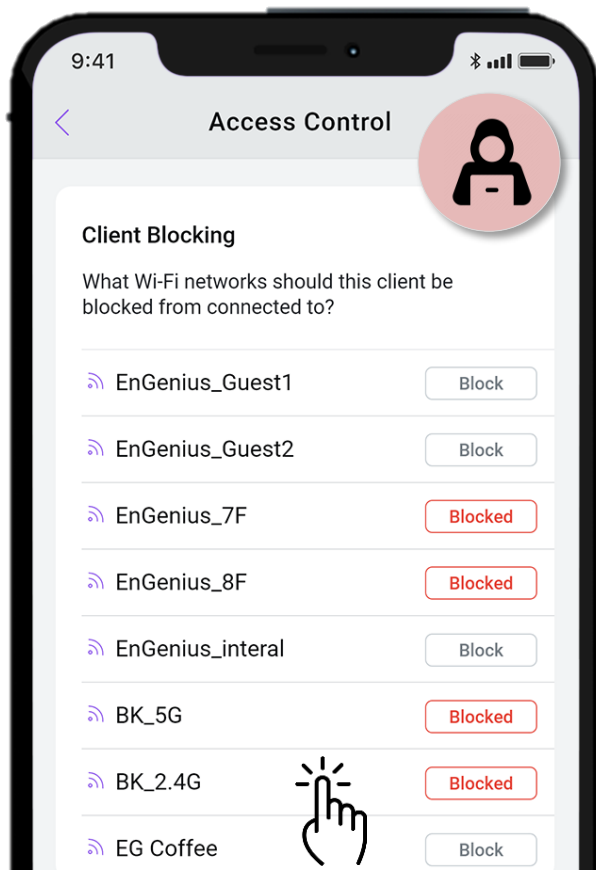 9:41
Access Control
Client Blocking
What Wi-Fi networks should this client be
blocked from connected to?
EnGenius_Guest1 Block
EnGenius_Guest2 Block
EnGenius_7F Blocked
EnGenius_8F Blocked
EnGenius_interal Block
BK_5G Blocked
BK_2.4G Blocked
EG Coffee Block